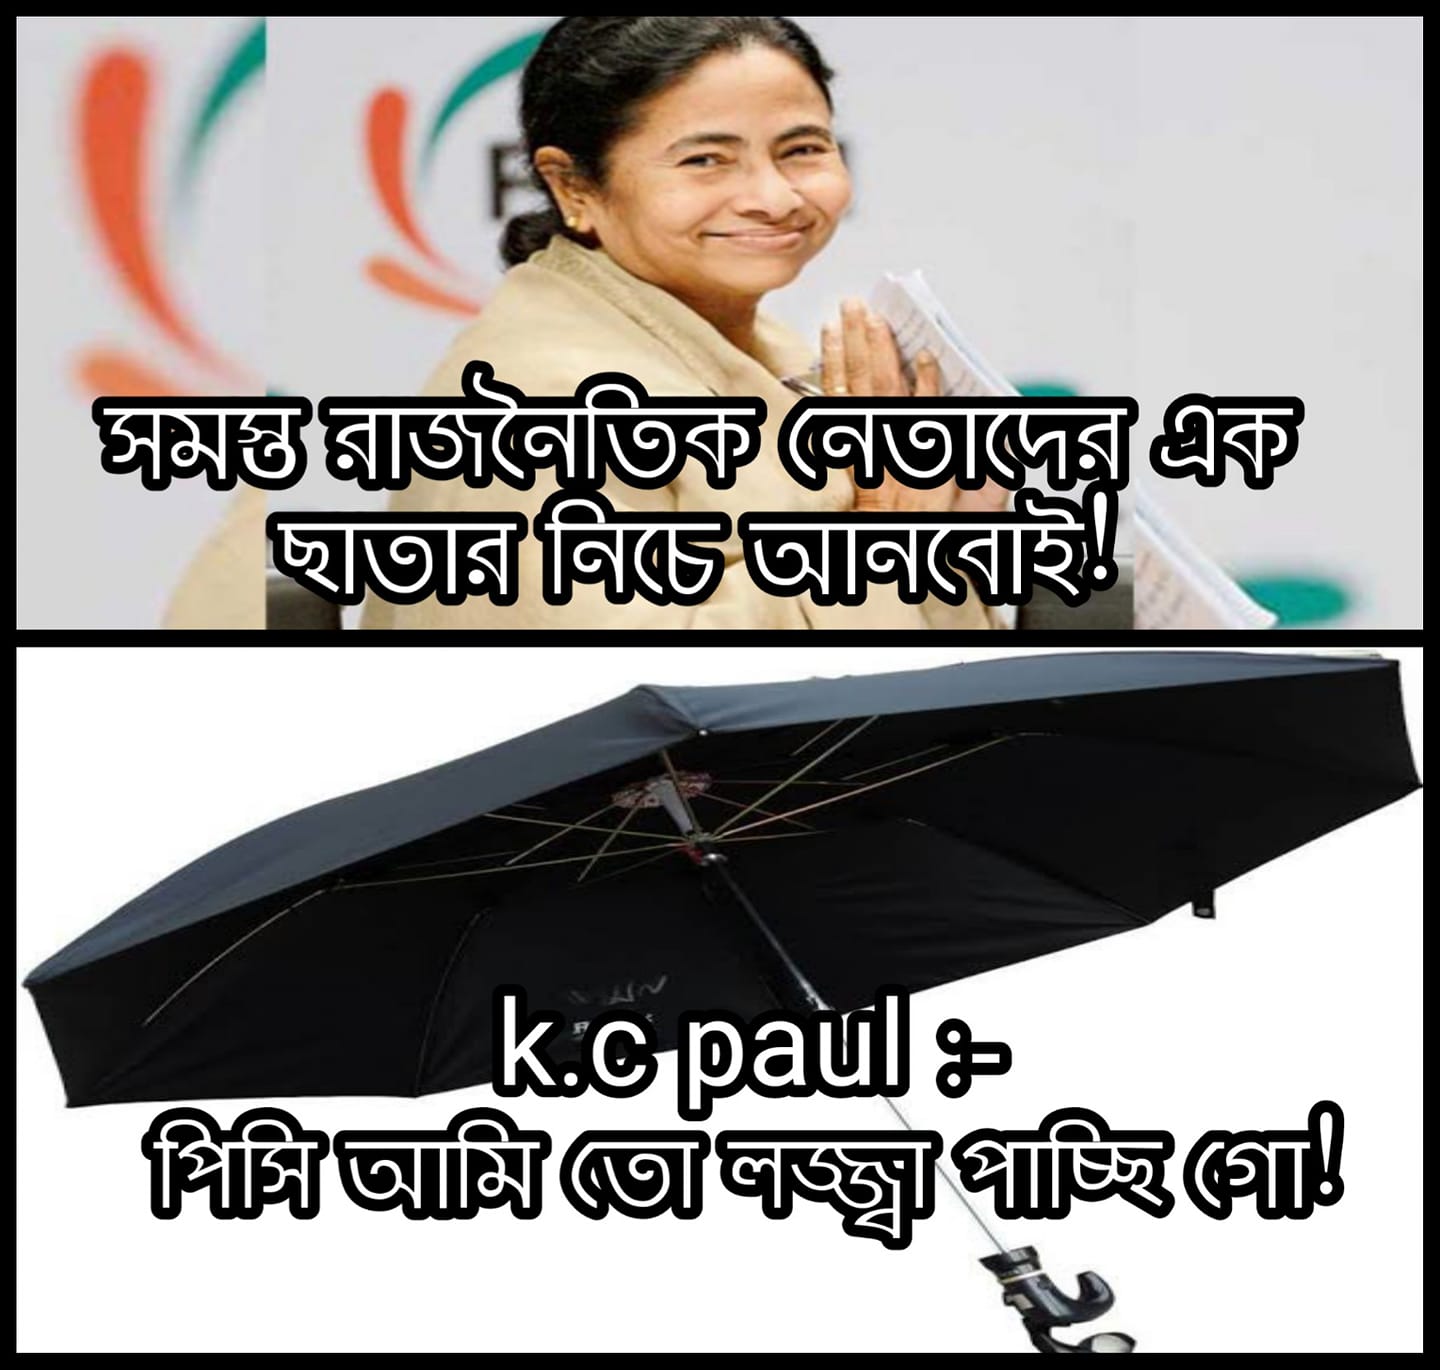 সমস্ত রাজনৈতিক নেতাদের এক
ছাতার নিচে আনবোই!
k.c paul :-
পিসি আমি তো লজ্জ্বা পাচ্ছি গো!